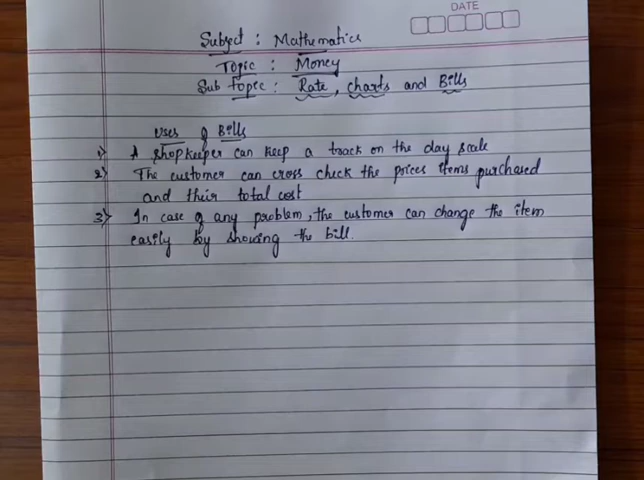 DATE
Subject : Mathematics
Topic : Money
Sub topic : Rate, charts and Bills
Uses of Bills
1) A shopkeeper can keep a track on the day scale
2) The customer can cross check the prices items purchased
and their total cost
3) In case of any problem, the customer can change the item
easily by showing the bill.